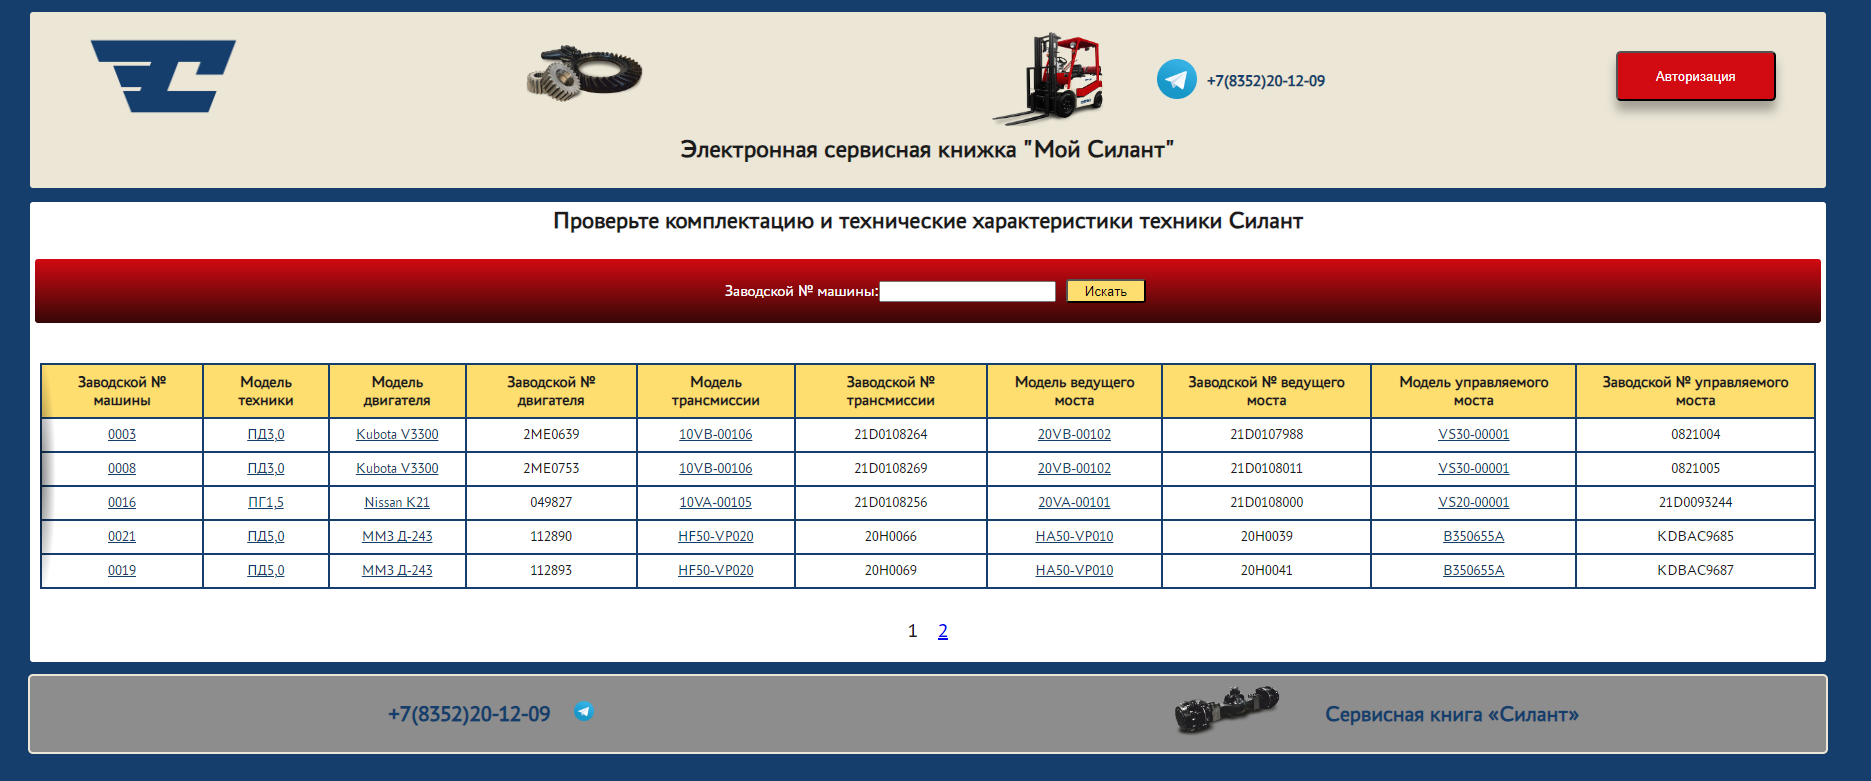 +7(8352)20-12-09
Авторизация
Электронная сервисная книжка "Мой Силант"
Проверьте комплектацию и технические характеристики техники Силант
Заводской № машины:
Искать
Заводской № машины
Модель техники
Модель двигателя
Заводской № двигателя
Модель трансмиссии
Заводской № трансмиссии
Модель ведущего моста
Заводской № ведущего моста
Модель управляемого моста
Заводской № управляемого моста
0003 ПД3,0 Kubota V3300 2ME0639 10VB-00106 21D0108264 20VB-00102 21D0107988 VS30-00001 0821004
0008 ПД3,0 Kubota V3300 2ME0753 10VB-00106 21D0108269 20VB-00102 21D0108011 VS30-00001 0821005
0016 ПГ1,5 Nissan K21 049827 10VA-00105 21D0108256 20VA-00101 21D0108000 VS20-00001 21D0093244
0021 ПД5,0 ММЗ Д-243 112890 HF50-VP020 20H0066 HA50-VP010 20H0039 B350655A KDBAC9685
0019 ПД5,0 ММЗ Д-243 112893 HF50-VP020 20H0069 HA50-VP010 20H0041 B350655A KDBAC9687
1 2
+7(8352)20-12-09
Сервисная книга «Силант»